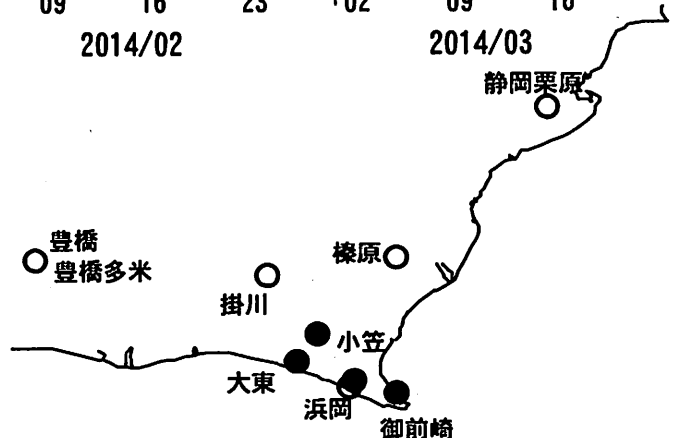 09 16 23 02 09 16
2014/02 2014/03
静岡栗原
豊橋
豊橋多米
榛原
掛川
小笠
大東
浜岡
御前崎